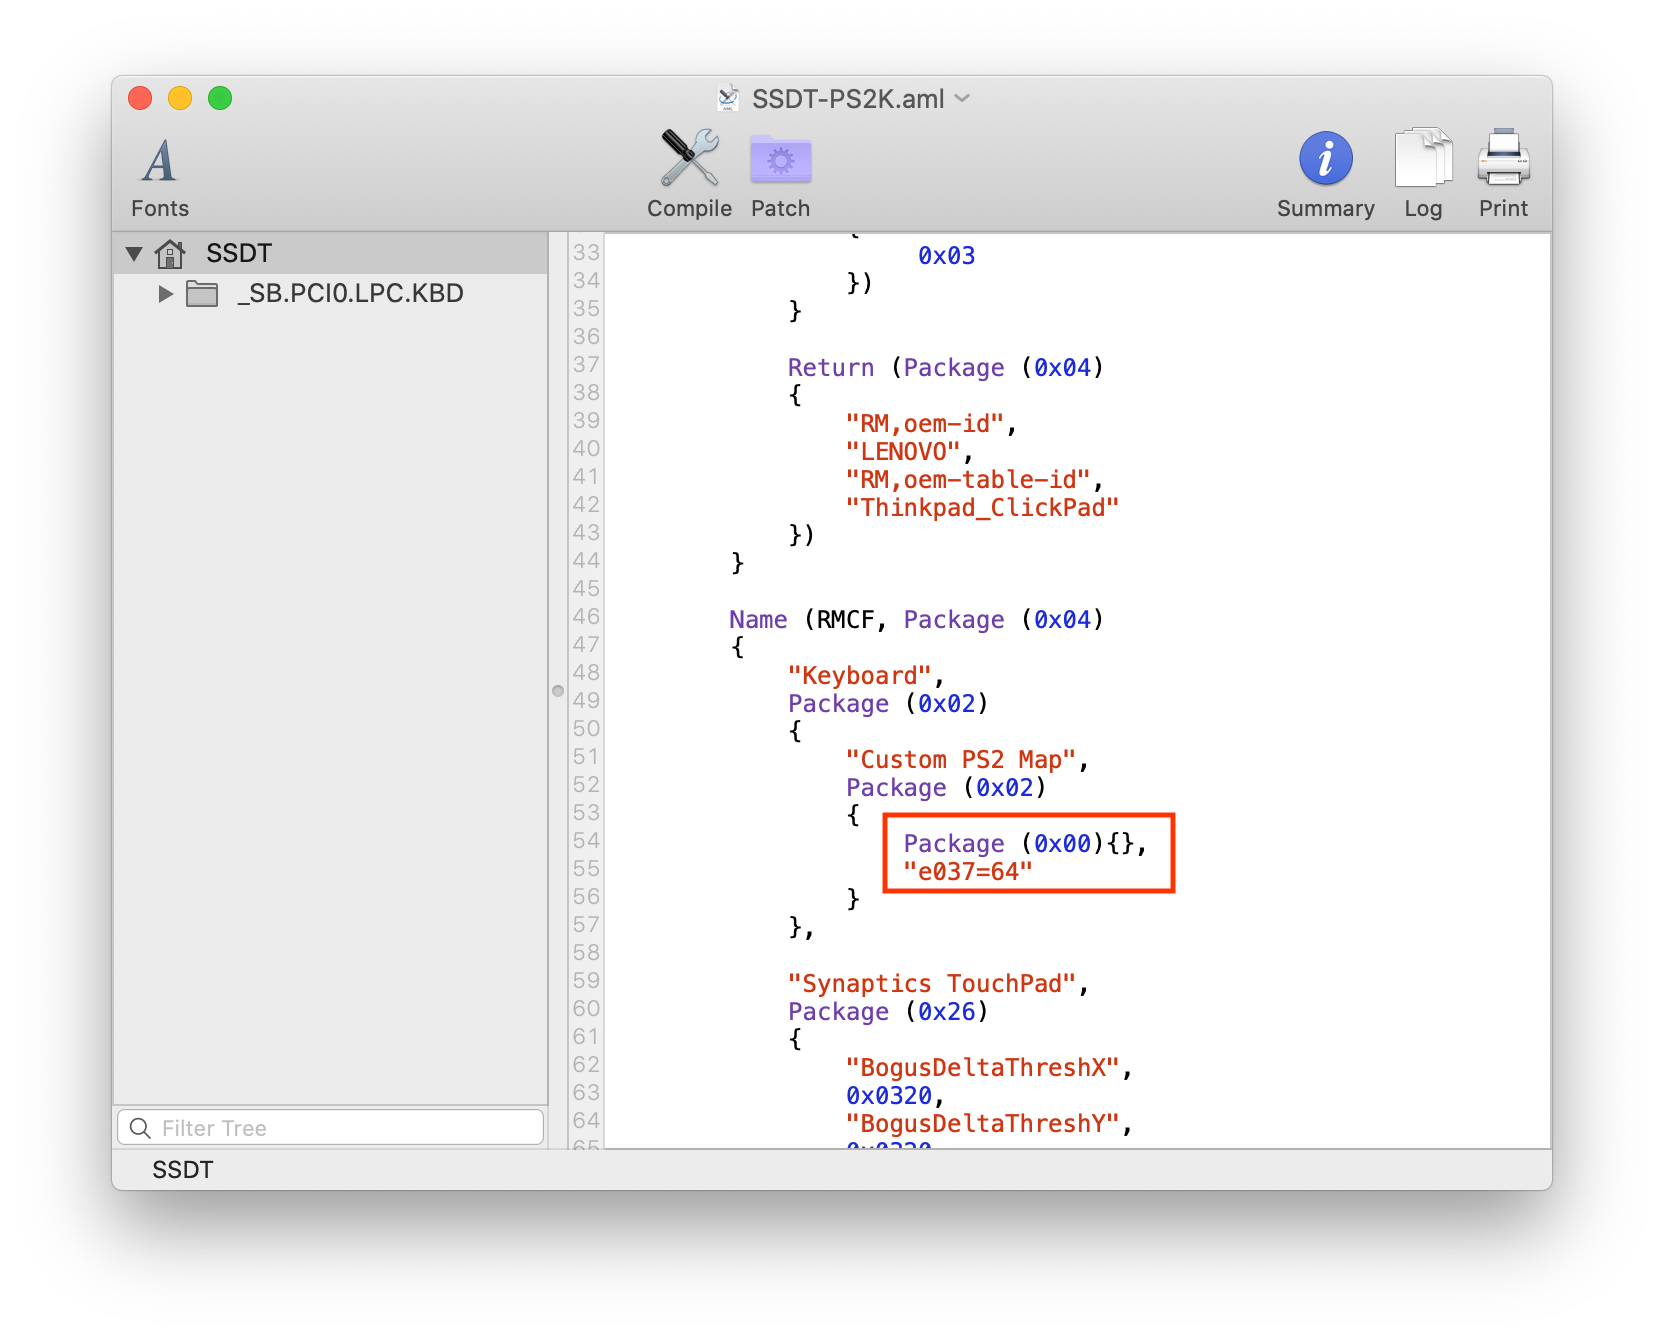 SSDT-PS2K.aml
Fonts
Compile
Patch
Summary
Log
Print
SSDT
_SB.PCI0.LPC.KBD
Filter Tree
SSDT
33 0x03
34 })
35 }
36
37 Return (Package (0x04)
38 {
39 "RM,oem-id",
40 "LENOVO",
41 "RM,oem-table-id",
42 "Thinkpad_ClickPad"
43 })
44 }
45
46 Name (RMCF, Package (0x04)
47 {
48 "Keyboard",
49 Package (0x02)
50 {
51 "Custom PS2 Map",
52 Package (0x02)
53 {
54 Package (0x00){},
55 "e037=64"
56 }
57 },
58
59 "Synaptics TouchPad",
60 Package (0x26)
61 {
62 "BogusDeltaThreshX",
63 0x0320,
64 "BogusDeltaThreshY",